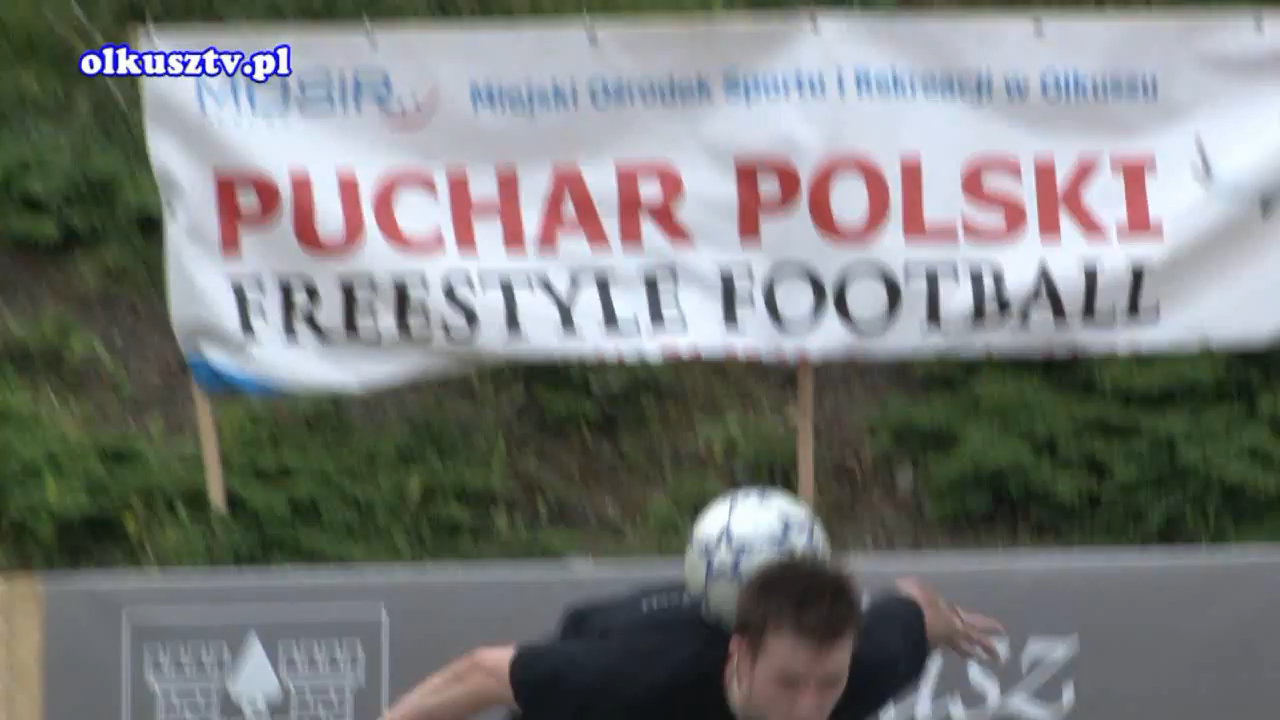 olkusztv.pl
MOSiR
Miejski Ośrodek Sportu i Rekreacji w Olkuszu
PUCHAR POLSKI
FREESTYLE FOOTBALL